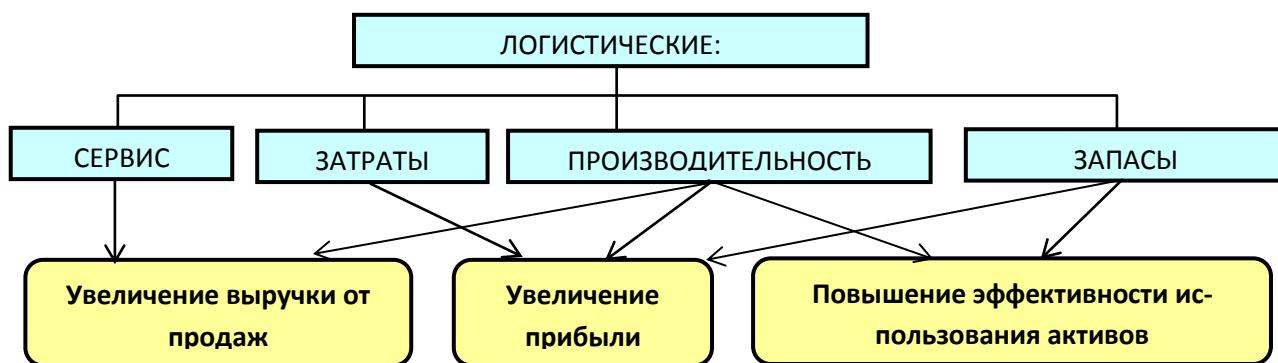 ЛОГИСТИЧЕСКИЕ:
СЕРВИС
ЗАТРАТЫ
ПРОИЗВОДИТЕЛЬНОСТЬ
ЗАПАСЫ
Увеличение выручки от
продаж
Увеличение
прибыли
Повышение эффективности ис-
пользования активов